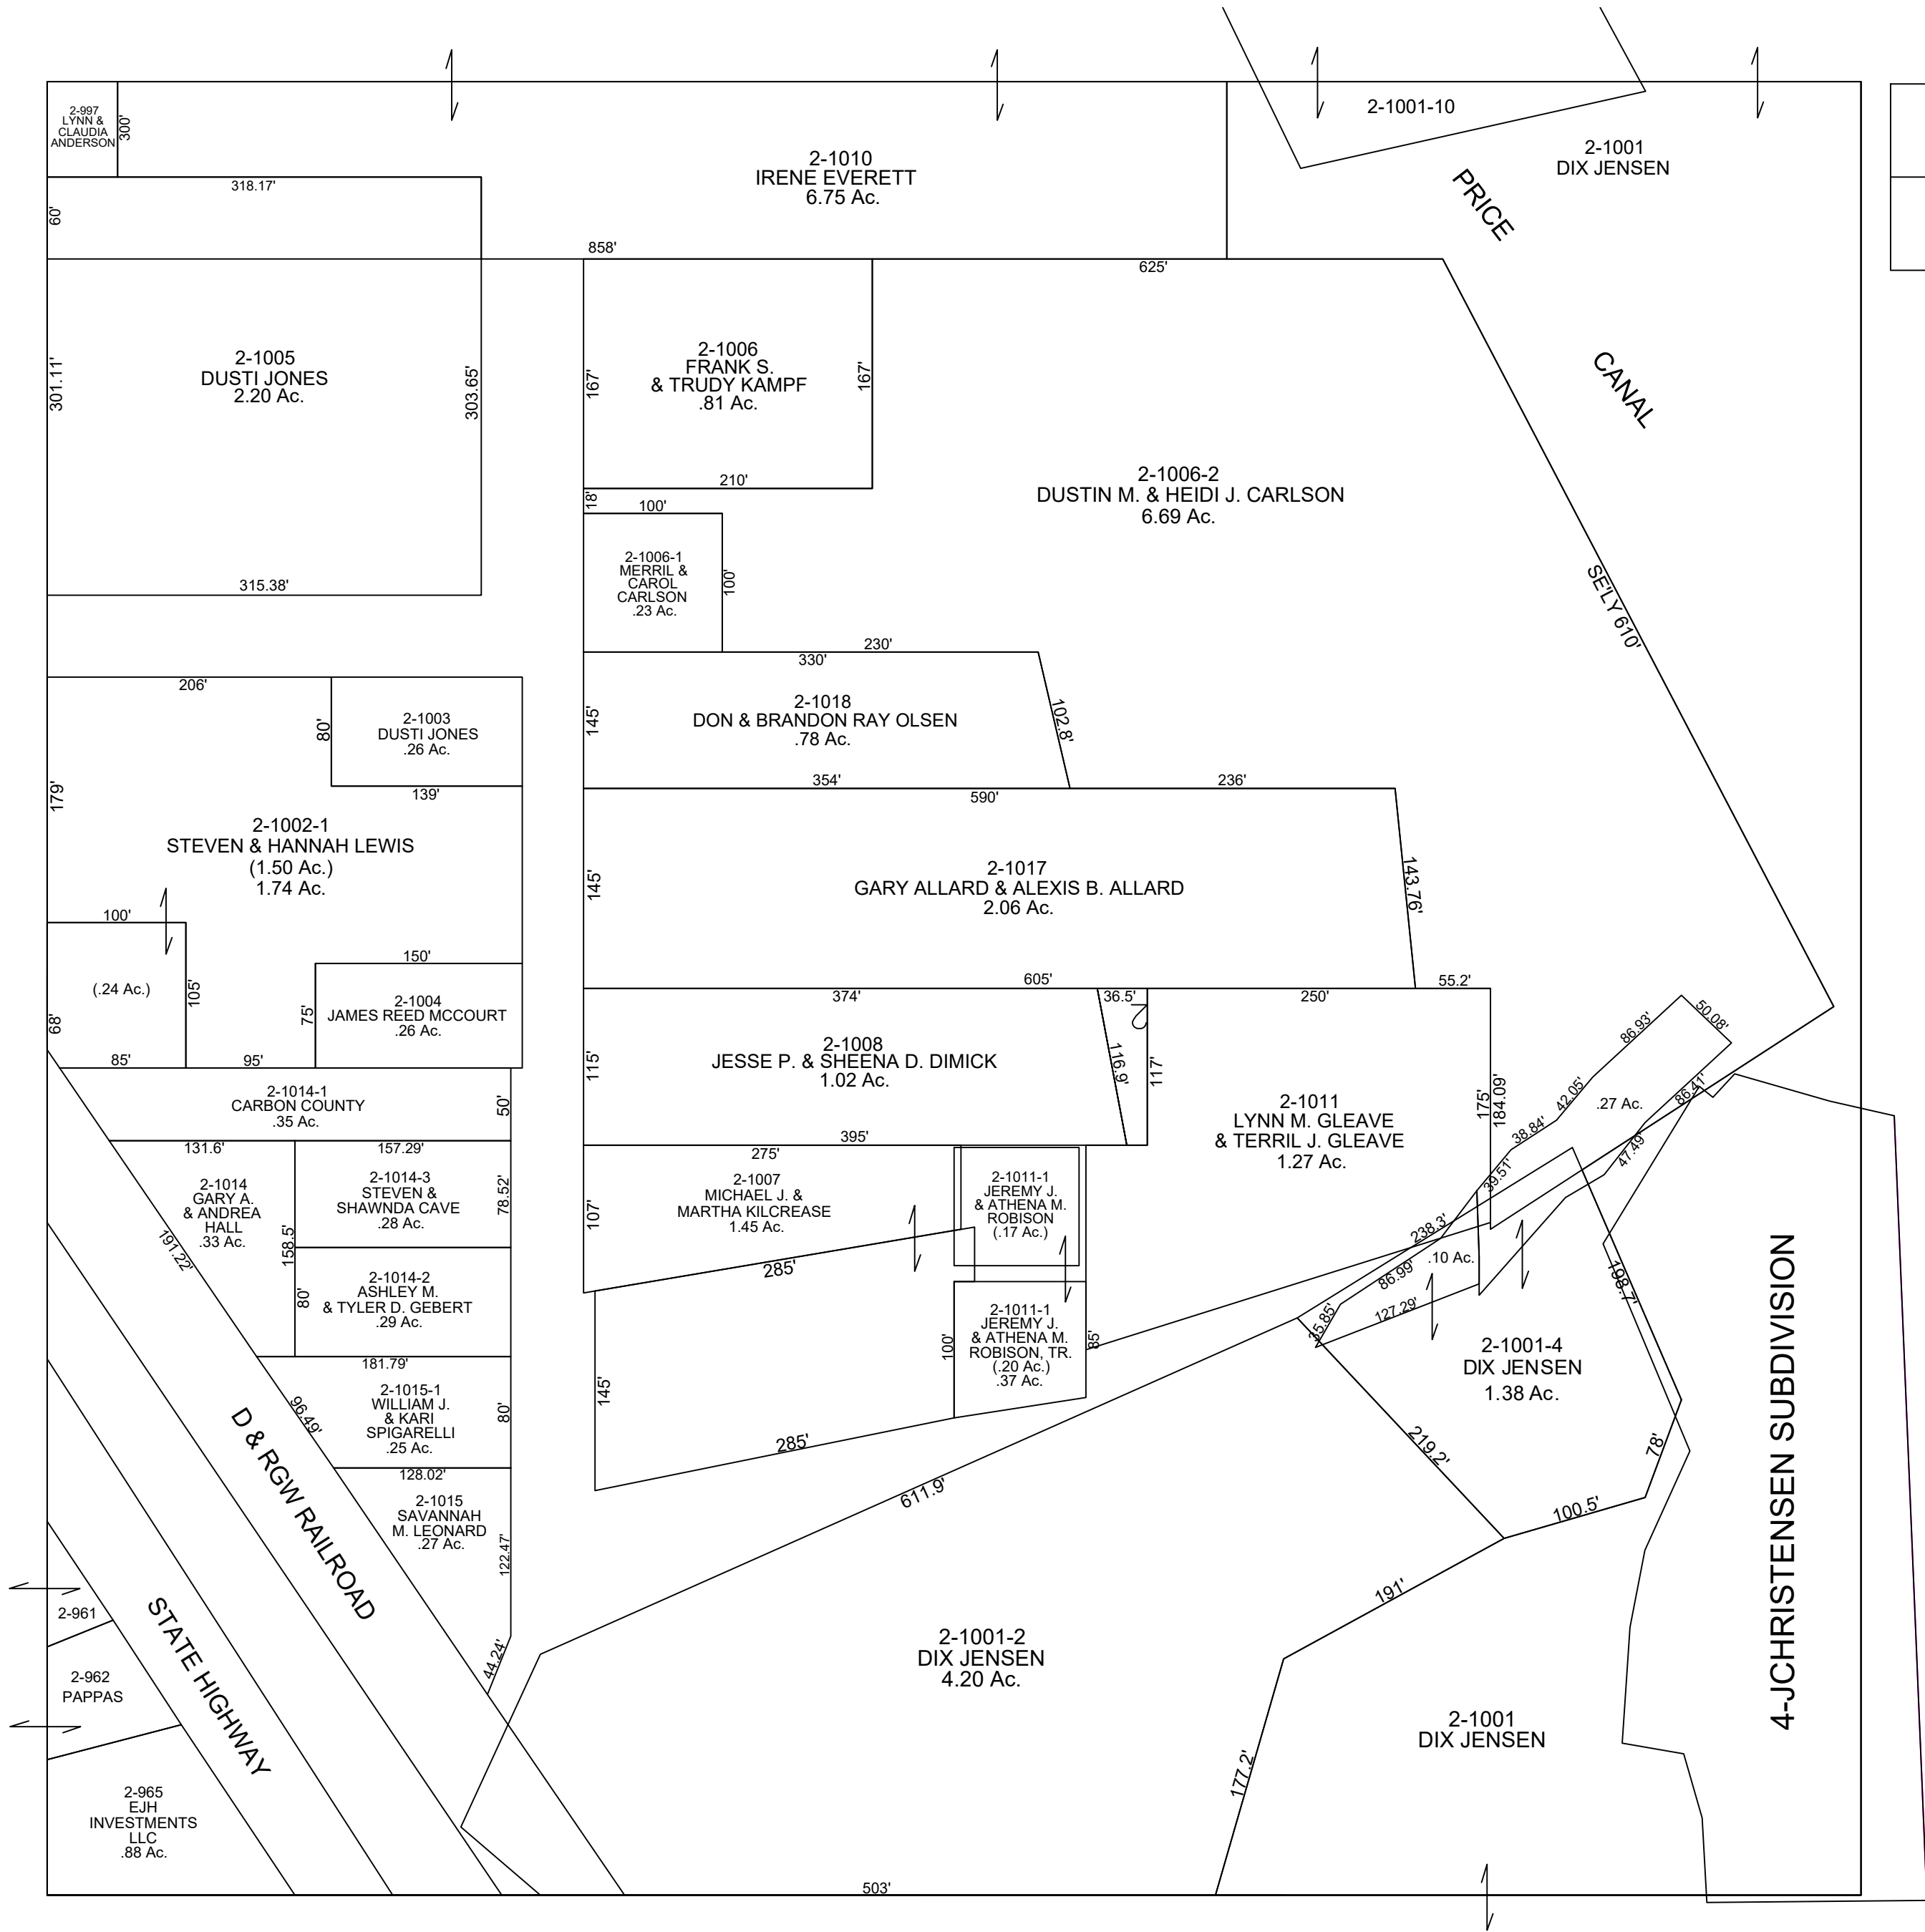 2-997
LYNN &
CLAUDIA
ANDERSON
300'
318.17'
60'
2-1010
IRENE EVERETT
6.75 Ac.
858'
2-1001-10
2-1001
DIX JENSEN
PRICE
CANAL
625'
2-1005
DUSTI JONES
2.20 Ac.
301.11'
303.65'
315.38'
2-1006
FRANK S.
& TRUDY KAMPF
.81 Ac.
167'
167'
210'
18'
100'
2-1006-1
MERRIL &
CAROL
CARLSON
.23 Ac.
100'
2-1006-2
DUSTIN M. & HEIDI J. CARLSON
6.69 Ac.
SE'LY 610'
230'
330'
2-1018
DON & BRANDON RAY OLSEN
.78 Ac.
145'
102.8'
354'
236'
590'
206'
80'
2-1003
DUSTI JONES
.26 Ac.
139'
179'
2-1002-1
STEVEN & HANNAH LEWIS
(1.50 Ac.)
1.74 Ac.
100'
(.24 Ac.)
105'
68'
150'
75'
2-1004
JAMES REED MCCOURT
.26 Ac.
85'
95'
2-1017
GARY ALLARD & ALEXIS B. ALLARD
2.06 Ac.
145'
143.76'
605'
55.2'
374'
36.5'
250'
2-1008
JESSE P. & SHEENA D. DIMICK
1.02 Ac.
115'
116.9'
117'
395'
2-1011
LYNN M. GLEAVE
& TERRIL J. GLEAVE
1.27 Ac.
175'
184.09'
86.93'
50.08'
42.05'
38.84'
39.51'
.27 Ac.
86.41'
47.49'
238.3'
.10 Ac.
86.99'
127.29'
35.85'
2-1014-1
CARBON COUNTY
.35 Ac.
50'
131.6'
157.29'
2-1014
GARY A.
& ANDREA
HALL
.33 Ac.
191.22'
158.5'
2-1014-3
STEVEN &
SHAWNDA CAVE
.28 Ac.
78.52'
2-1014-2
ASHLEY M.
& TYLER D. GEBERT
.29 Ac.
80'
181.79'
2-1015-1
WILLIAM J.
& KARI
SPIGARELLI
.25 Ac.
96.49'
80'
128.02'
2-1015
SAVANNAH
M. LEONARD
.27 Ac.
122.47'
44.24'
275'
2-1007
MICHAEL J. &
MARTHA KILCREASE
1.45 Ac.
107'
285'
2-1011-1
JEREMY J.
& ATHENA M.
ROBISON
(.17 Ac.)
2-1011-1
JEREMY J.
& ATHENA M.
ROBISON, TR.
(.20 Ac.)
.37 Ac.
100'
85'
145'
285'
611.9'
2-1001-4
DIX JENSEN
1.38 Ac.
198.7'
219.2'
78'
100.5'
191'
177.2'
2-1001-2
DIX JENSEN
4.20 Ac.
2-1001
DIX JENSEN
503'
4-JCHRISTENSEN SUBDIVISION
D & RGW RAILROAD
STATE HIGHWAY
2-961
2-962
PAPPAS
2-965
EJH
INVESTMENTS
LLC
.88 Ac.